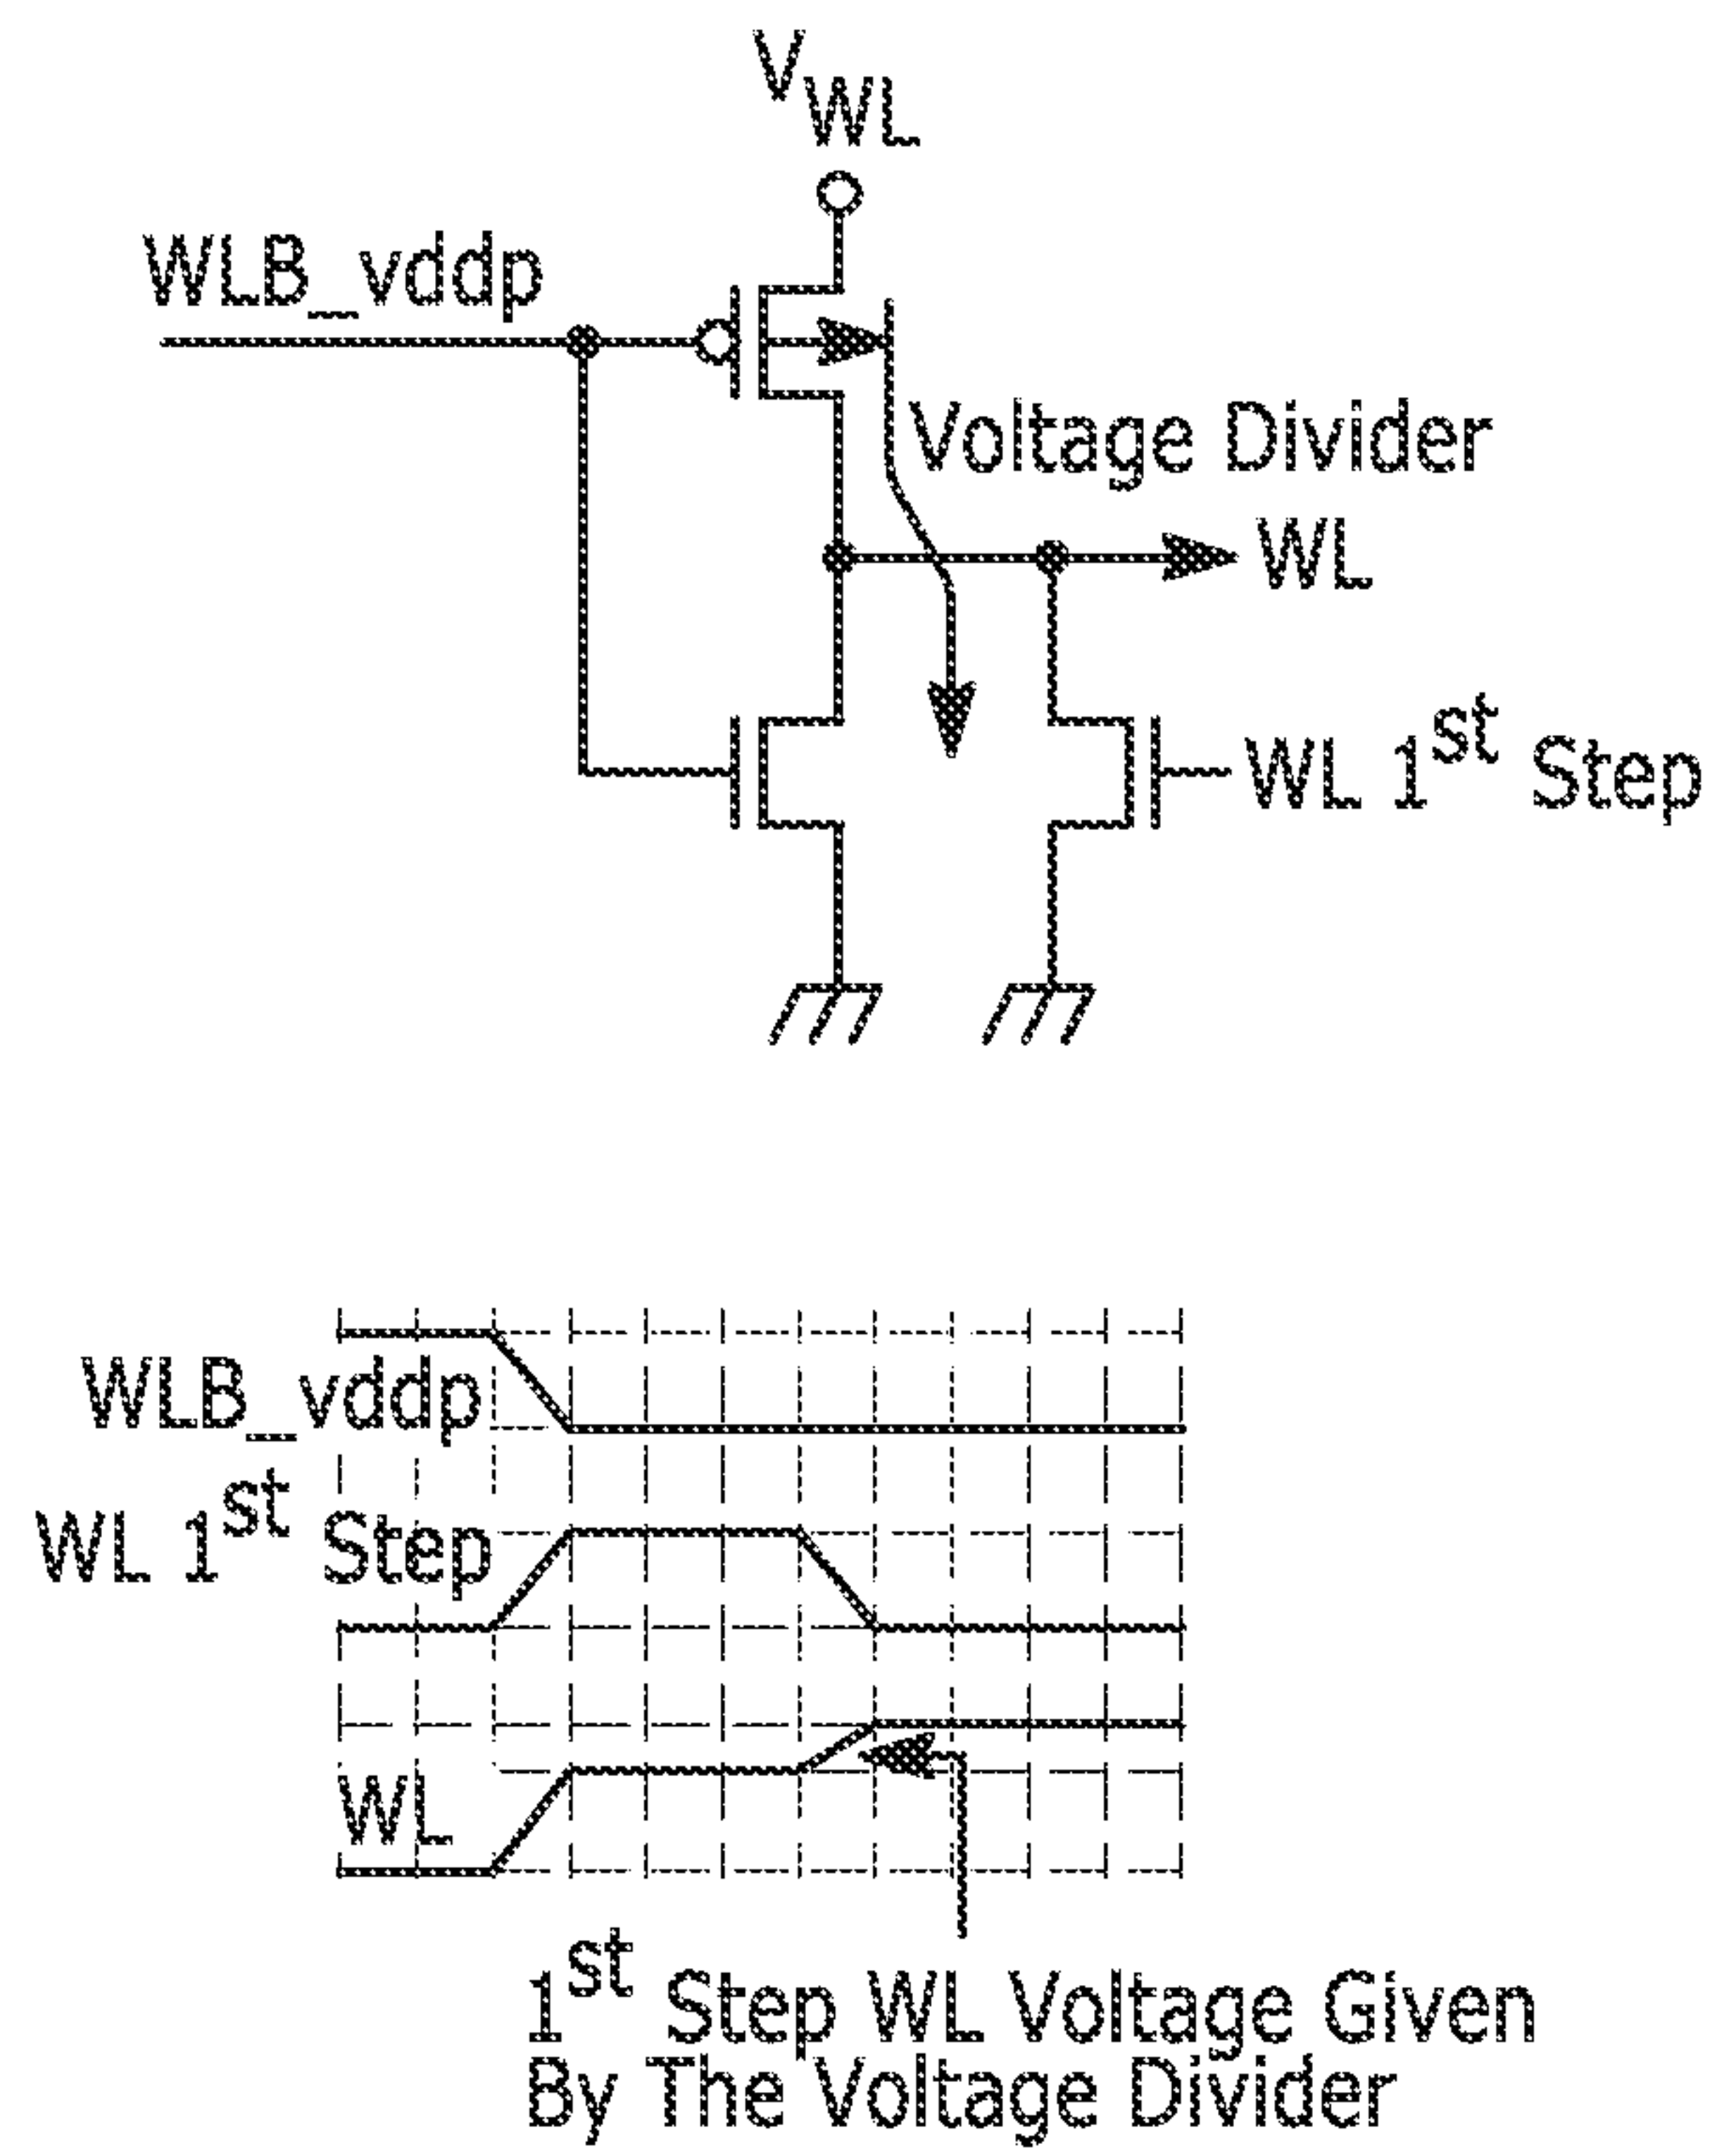 V_WL
WLB_vddp
Voltage Divider
WL
WL 1st Step
WLB_vddp
WL 1st Step
WL
1st Step WL Voltage Given
By The Voltage Divider